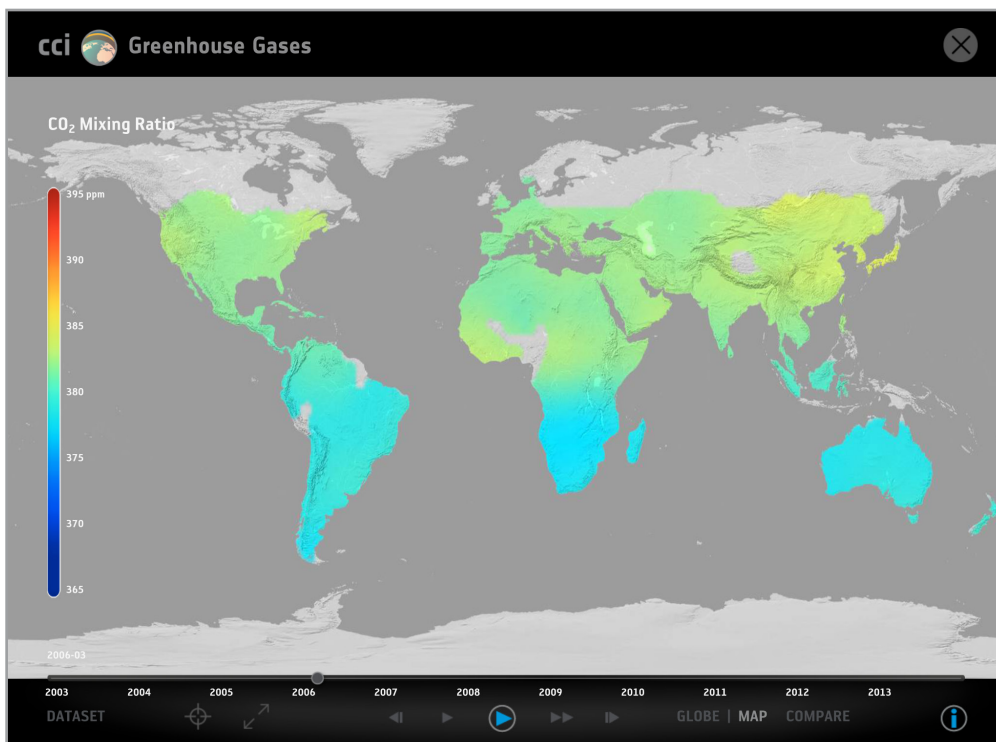 cci Greenhouse Gases
CO₂ Mixing Ratio
395 ppm
390
385
380
375
370
365
2006-03
2003 2004 2005 2006 2007 2008 2009 2010 2011 2012 2013
DATASET GLOBE | MAP COMPARE